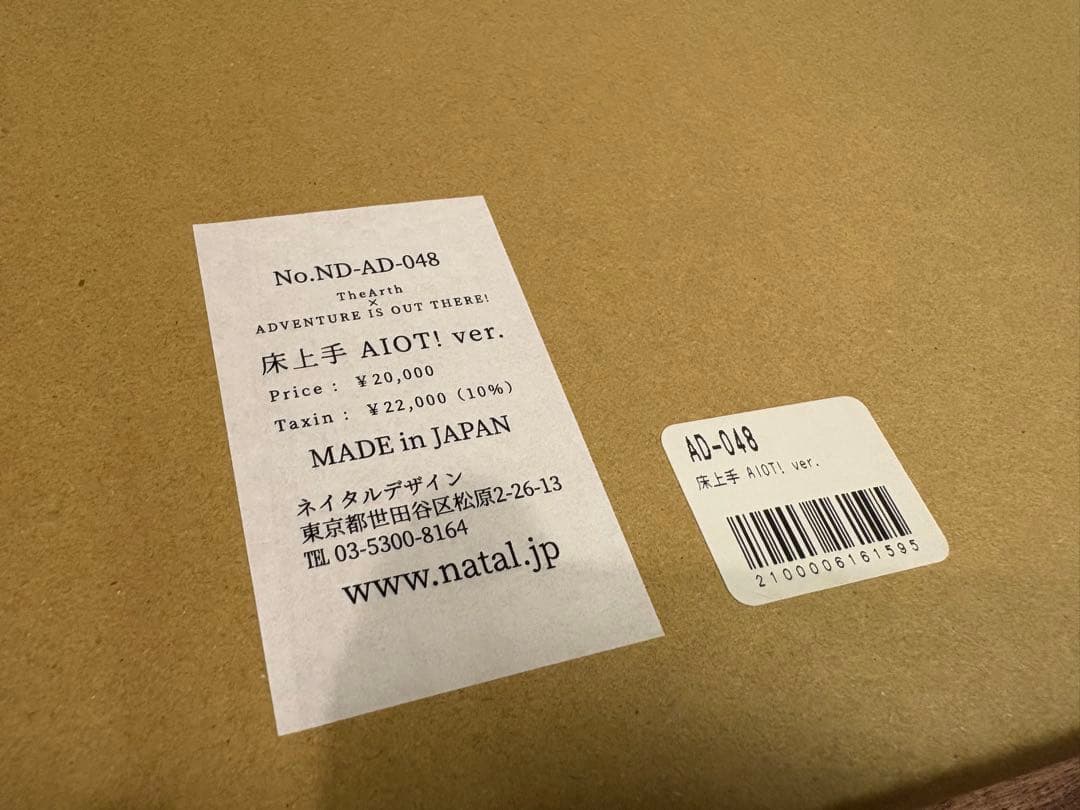 No.ND-AD-048
TheArth
×
ADVENTURE IS OUT THERE!
床上手 AIOT! ver.
Price : ¥20,000
Taxin : ¥22,000（10%）
MADE in JAPAN
ネイタルデザイン
東京都世田谷区松原2-26-13
℡ 03-5300-8164
www.natal.jp
AD-048
床上手 AIOT! ver.
2100006161595